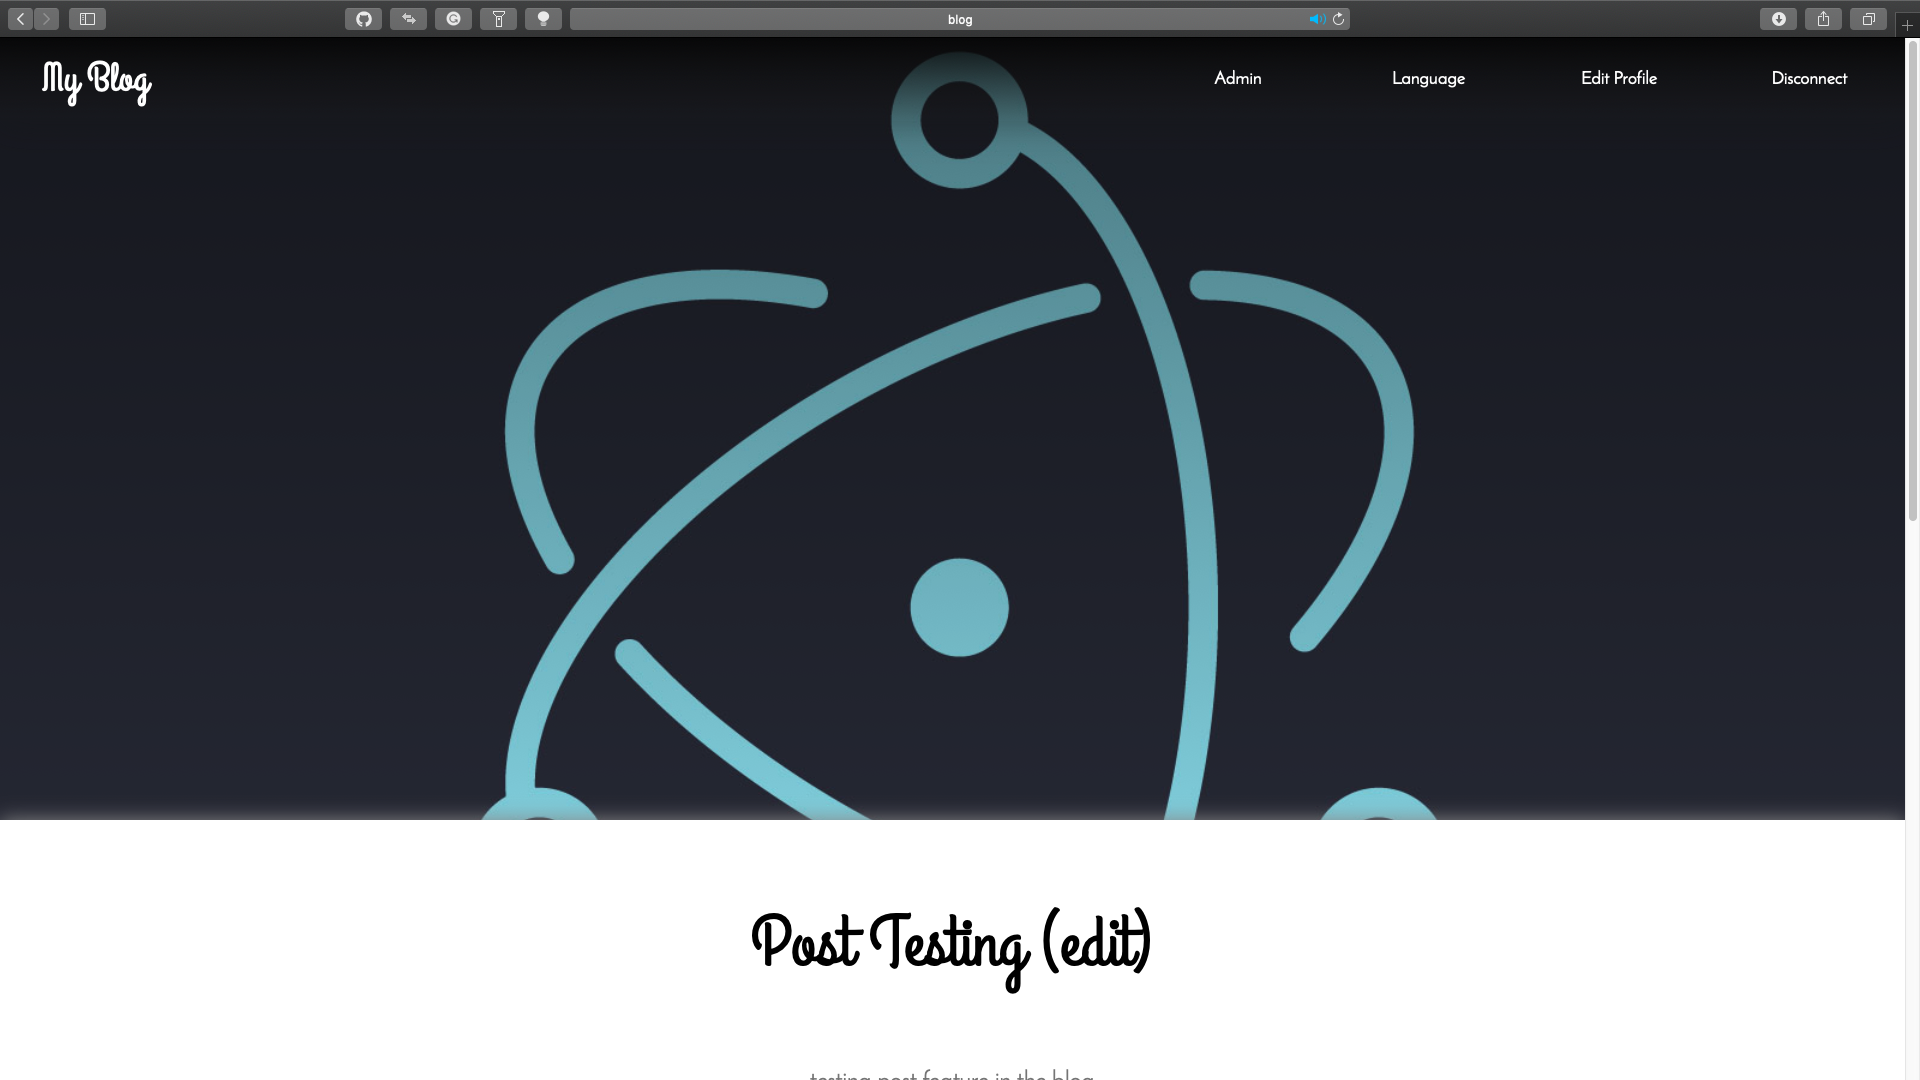 blog
My Blog
Admin
Language
Edit Profile
Disconnect
Post Testing (edit)
testing post feature in the blog